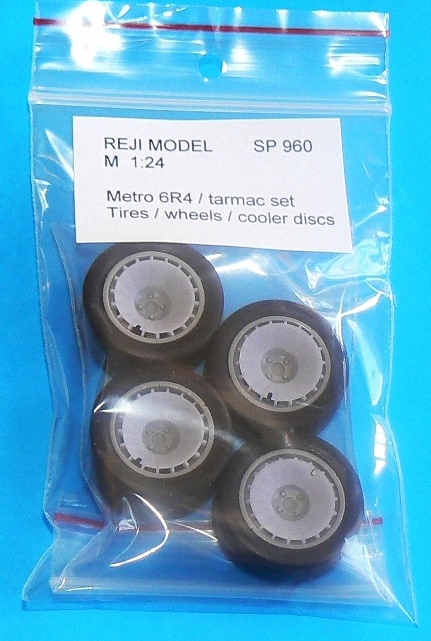 REJI MODEL SP 960
M 1:24
Metro 6R4 / tarmac set
Tires / wheels / cooler discs